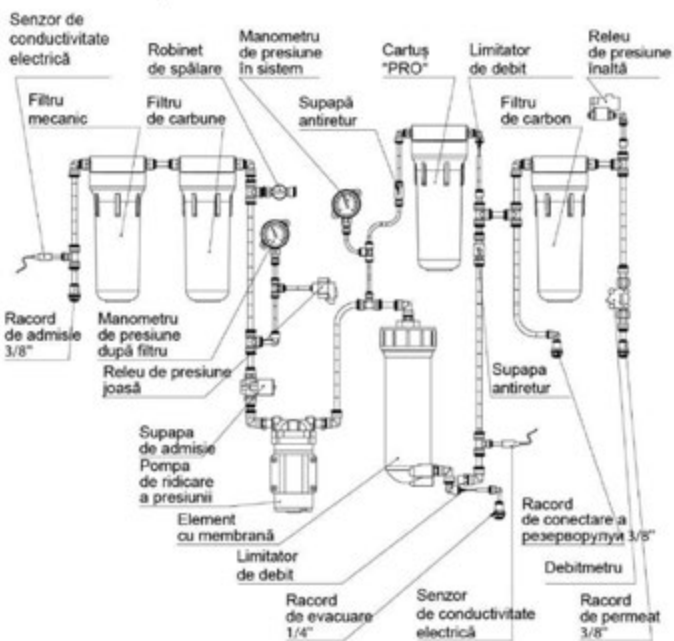 Senzor de
conductivitate
electrică
Robinet
de spălare
Manometru
de presiune
în sistem
Cartuș
"PRO"
Limitator
de debit
Releu
de presiune
înaltă
Filtru
mecanic
Filtru
de carbune
Supapă
antiretur
Filtru
de carbon
Racord
de admisie
3/8"
Manometru
de presiune
după filtru
Releu de presiune
joasă
Supapa
antiretur
Supapa
de admisie
Pompa
de ridicare
a presiunii
Element
cu membrană
Limitator
de debit
Racord
de evacuare
1/4"
Senzor
de conductivitate
electrică
Racord
de conectare a
резерворулуи 3/8"
Debitmetru
Racord
de permeat
3/8"